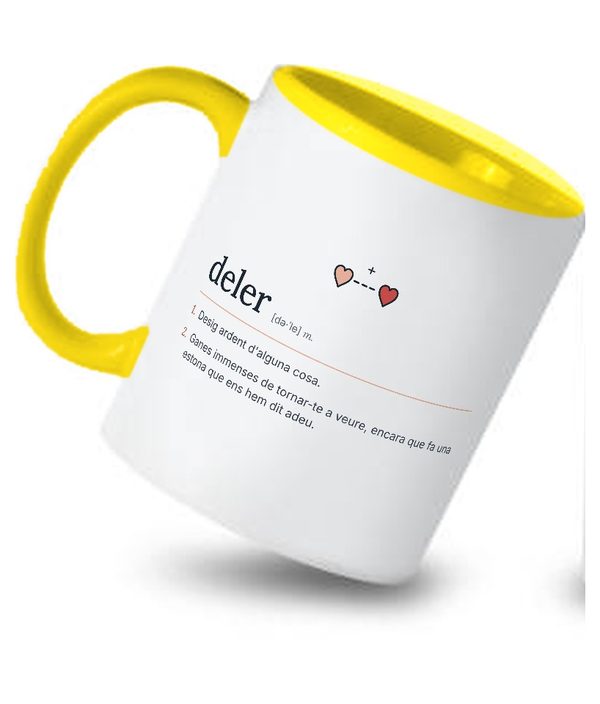 +
deler [də-'le] m.
1. Desig ardent d'alguna cosa.
2. Ganes immenses de tornar-te a veure, encara que fa una
estona que ens hem dit adeu.